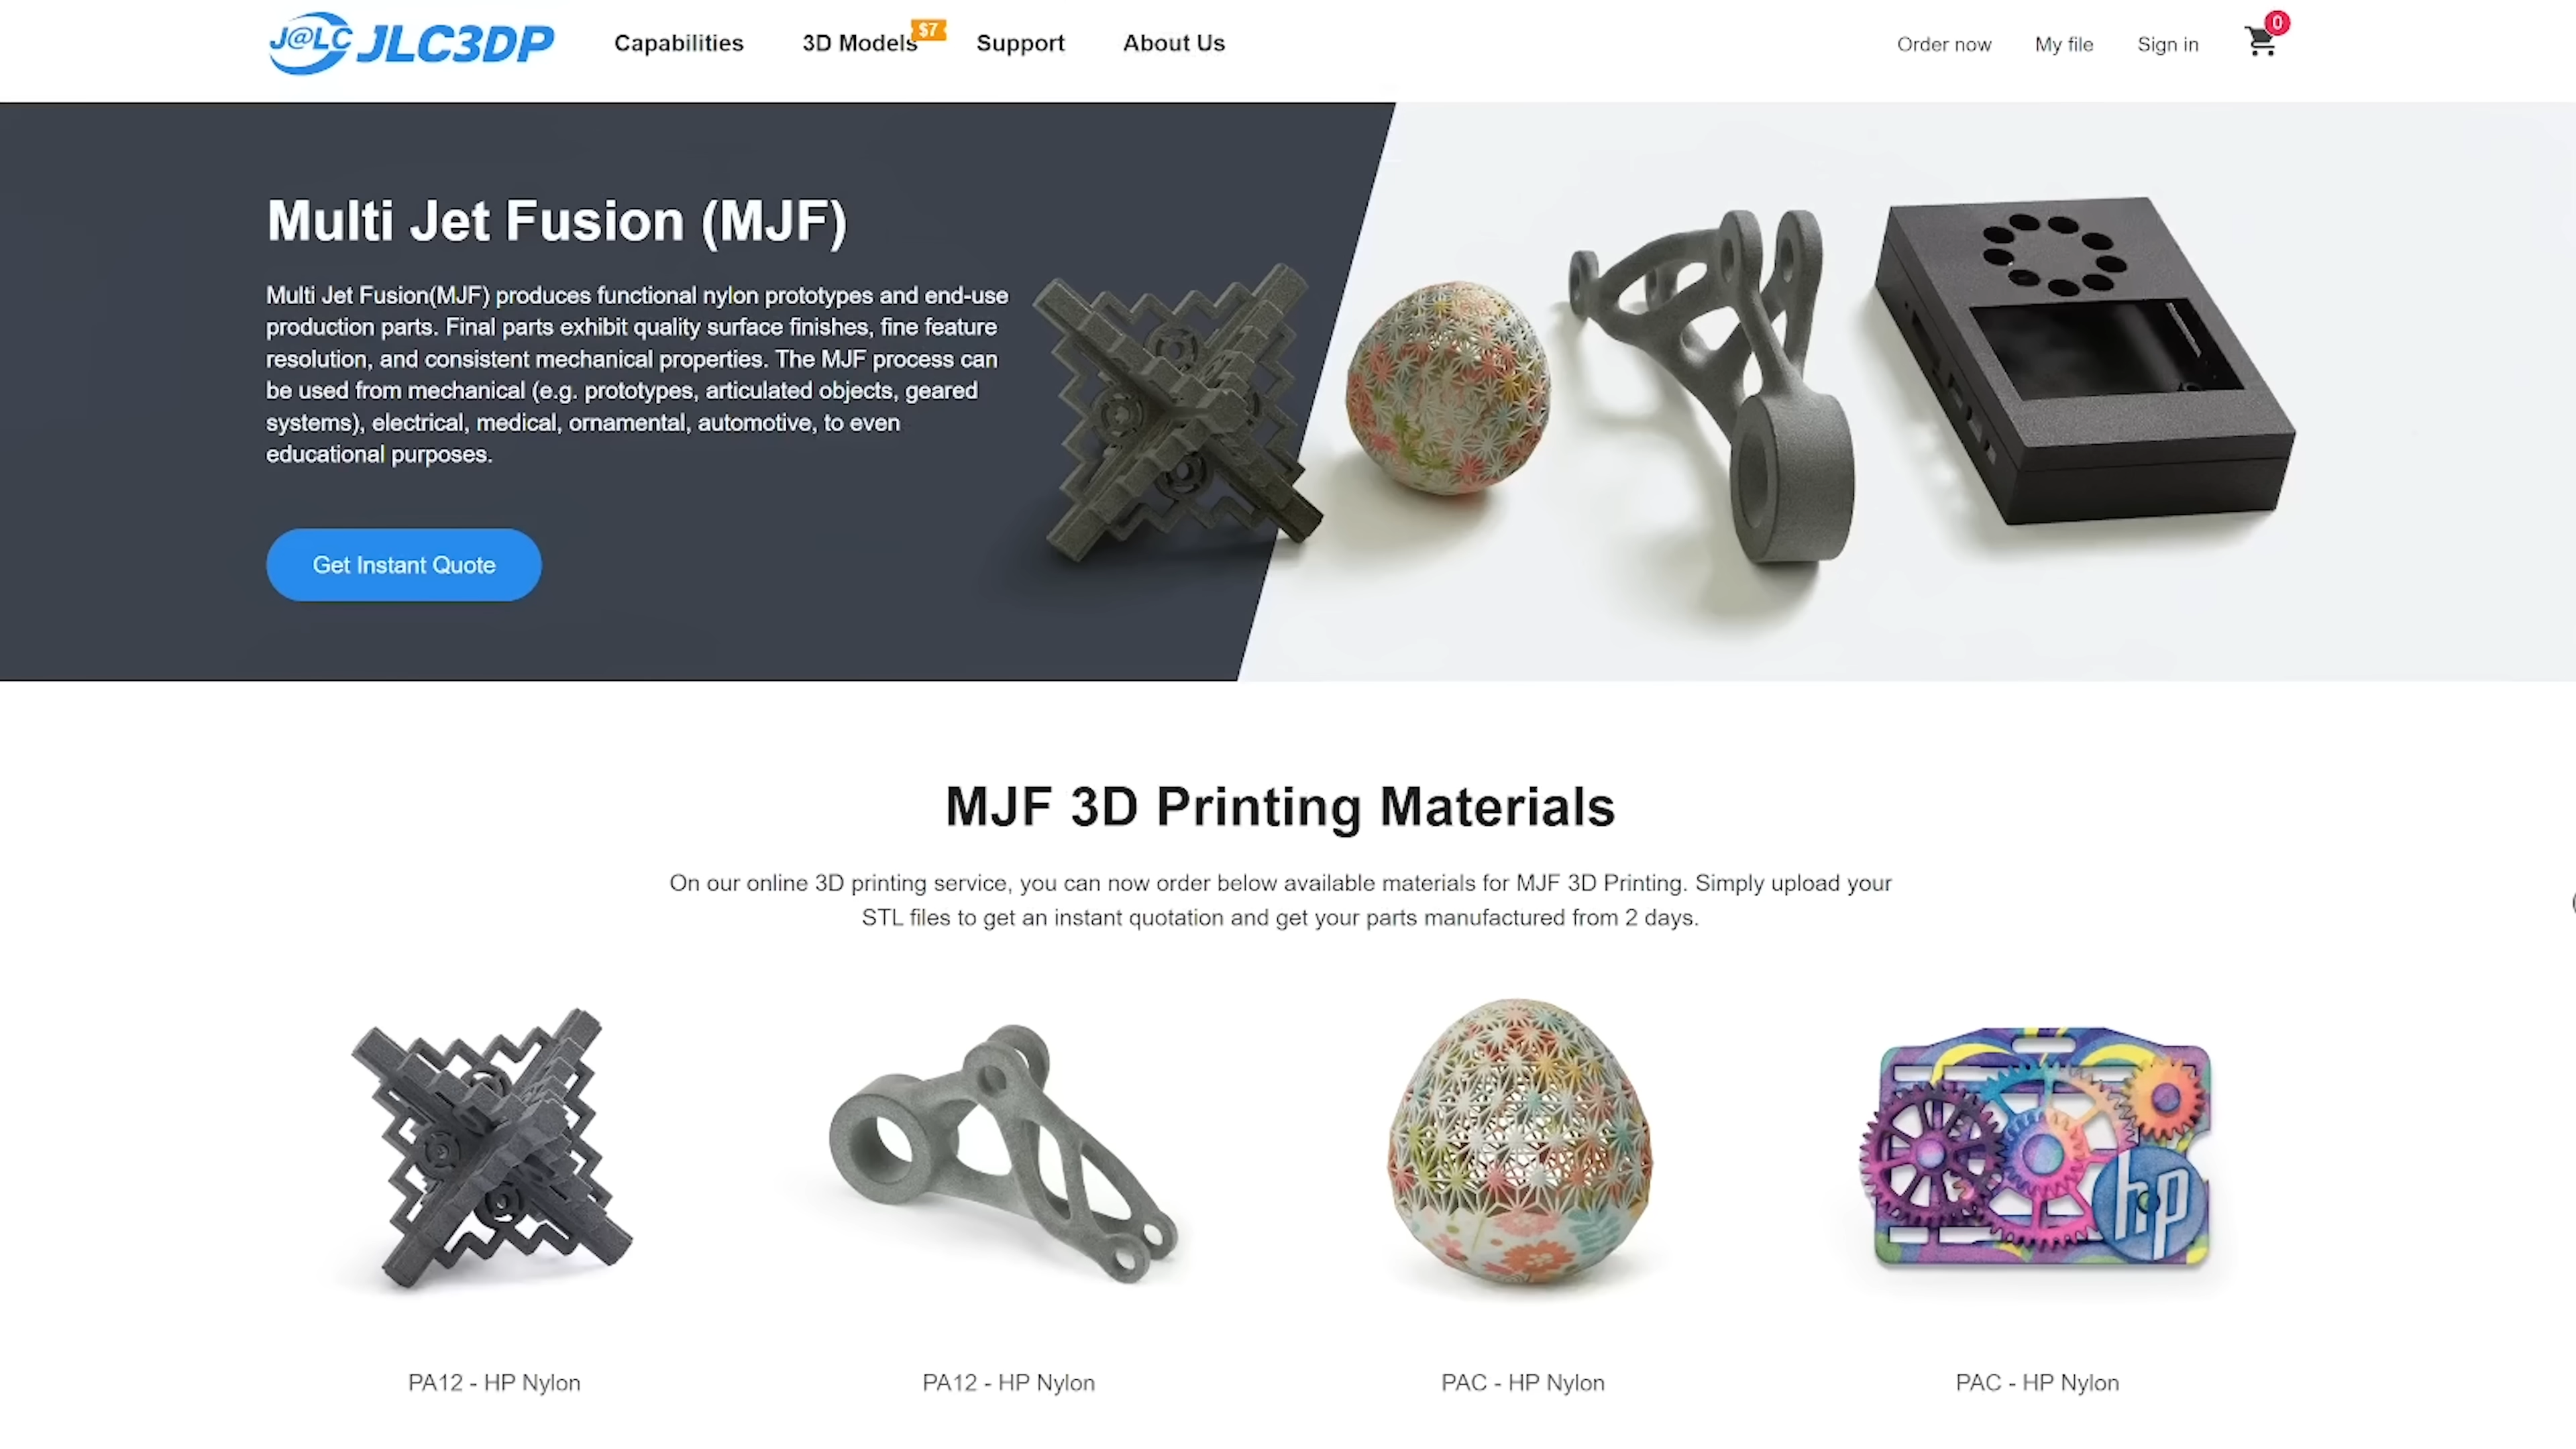 J@LC JLC3DP
Capabilities
3D Models
$7
Support
About Us
Order now
My file
Sign in
0
Multi Jet Fusion (MJF)
Multi Jet Fusion(MJF) produces functional nylon prototypes and end-use
production parts. Final parts exhibit quality surface finishes, fine feature
resolution, and consistent mechanical properties. The MJF process can
be used from mechanical (e.g. prototypes, articulated objects, geared
systems), electrical, medical, ornamental, automotive, to even
educational purposes.
Get Instant Quote
MJF 3D Printing Materials
On our online 3D printing service, you can now order below available materials for MJF 3D Printing. Simply upload your
STL files to get an instant quotation and get your parts manufactured from 2 days.
hp
PA12 - HP Nylon
PA12 - HP Nylon
PAC - HP Nylon
PAC - HP Nylon